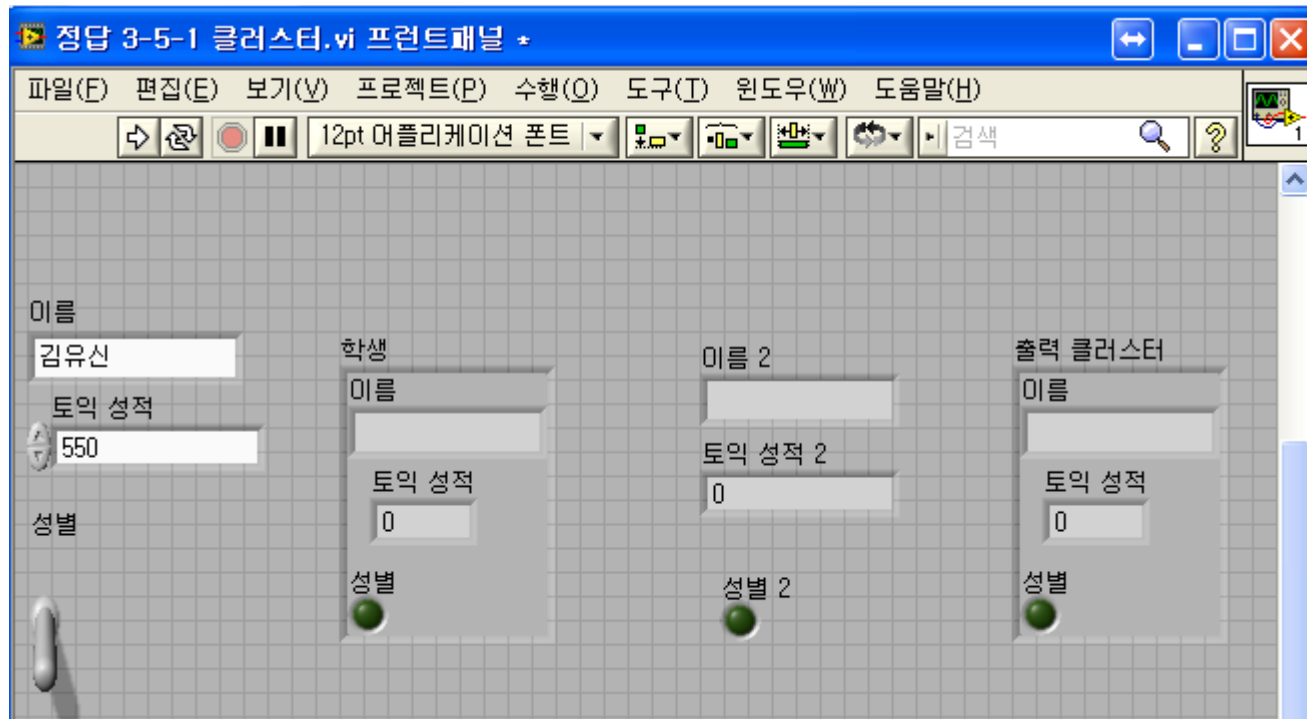 정답 3-5-1 클러스터.vi 프런트패널 *
파일(F) 편집(E) 보기(V) 프로젝트(P) 수행(O) 도구(T) 윈도우(W) 도움말(H)
12pt 어플리케이션 폰트 검색 ? 1
이름
김유신
토익 성적
550
성별
학생
이름
토익 성적
0
성별
이름 2
토익 성적 2
0
성별 2
출력 클러스터
이름
토익 성적
0
성별